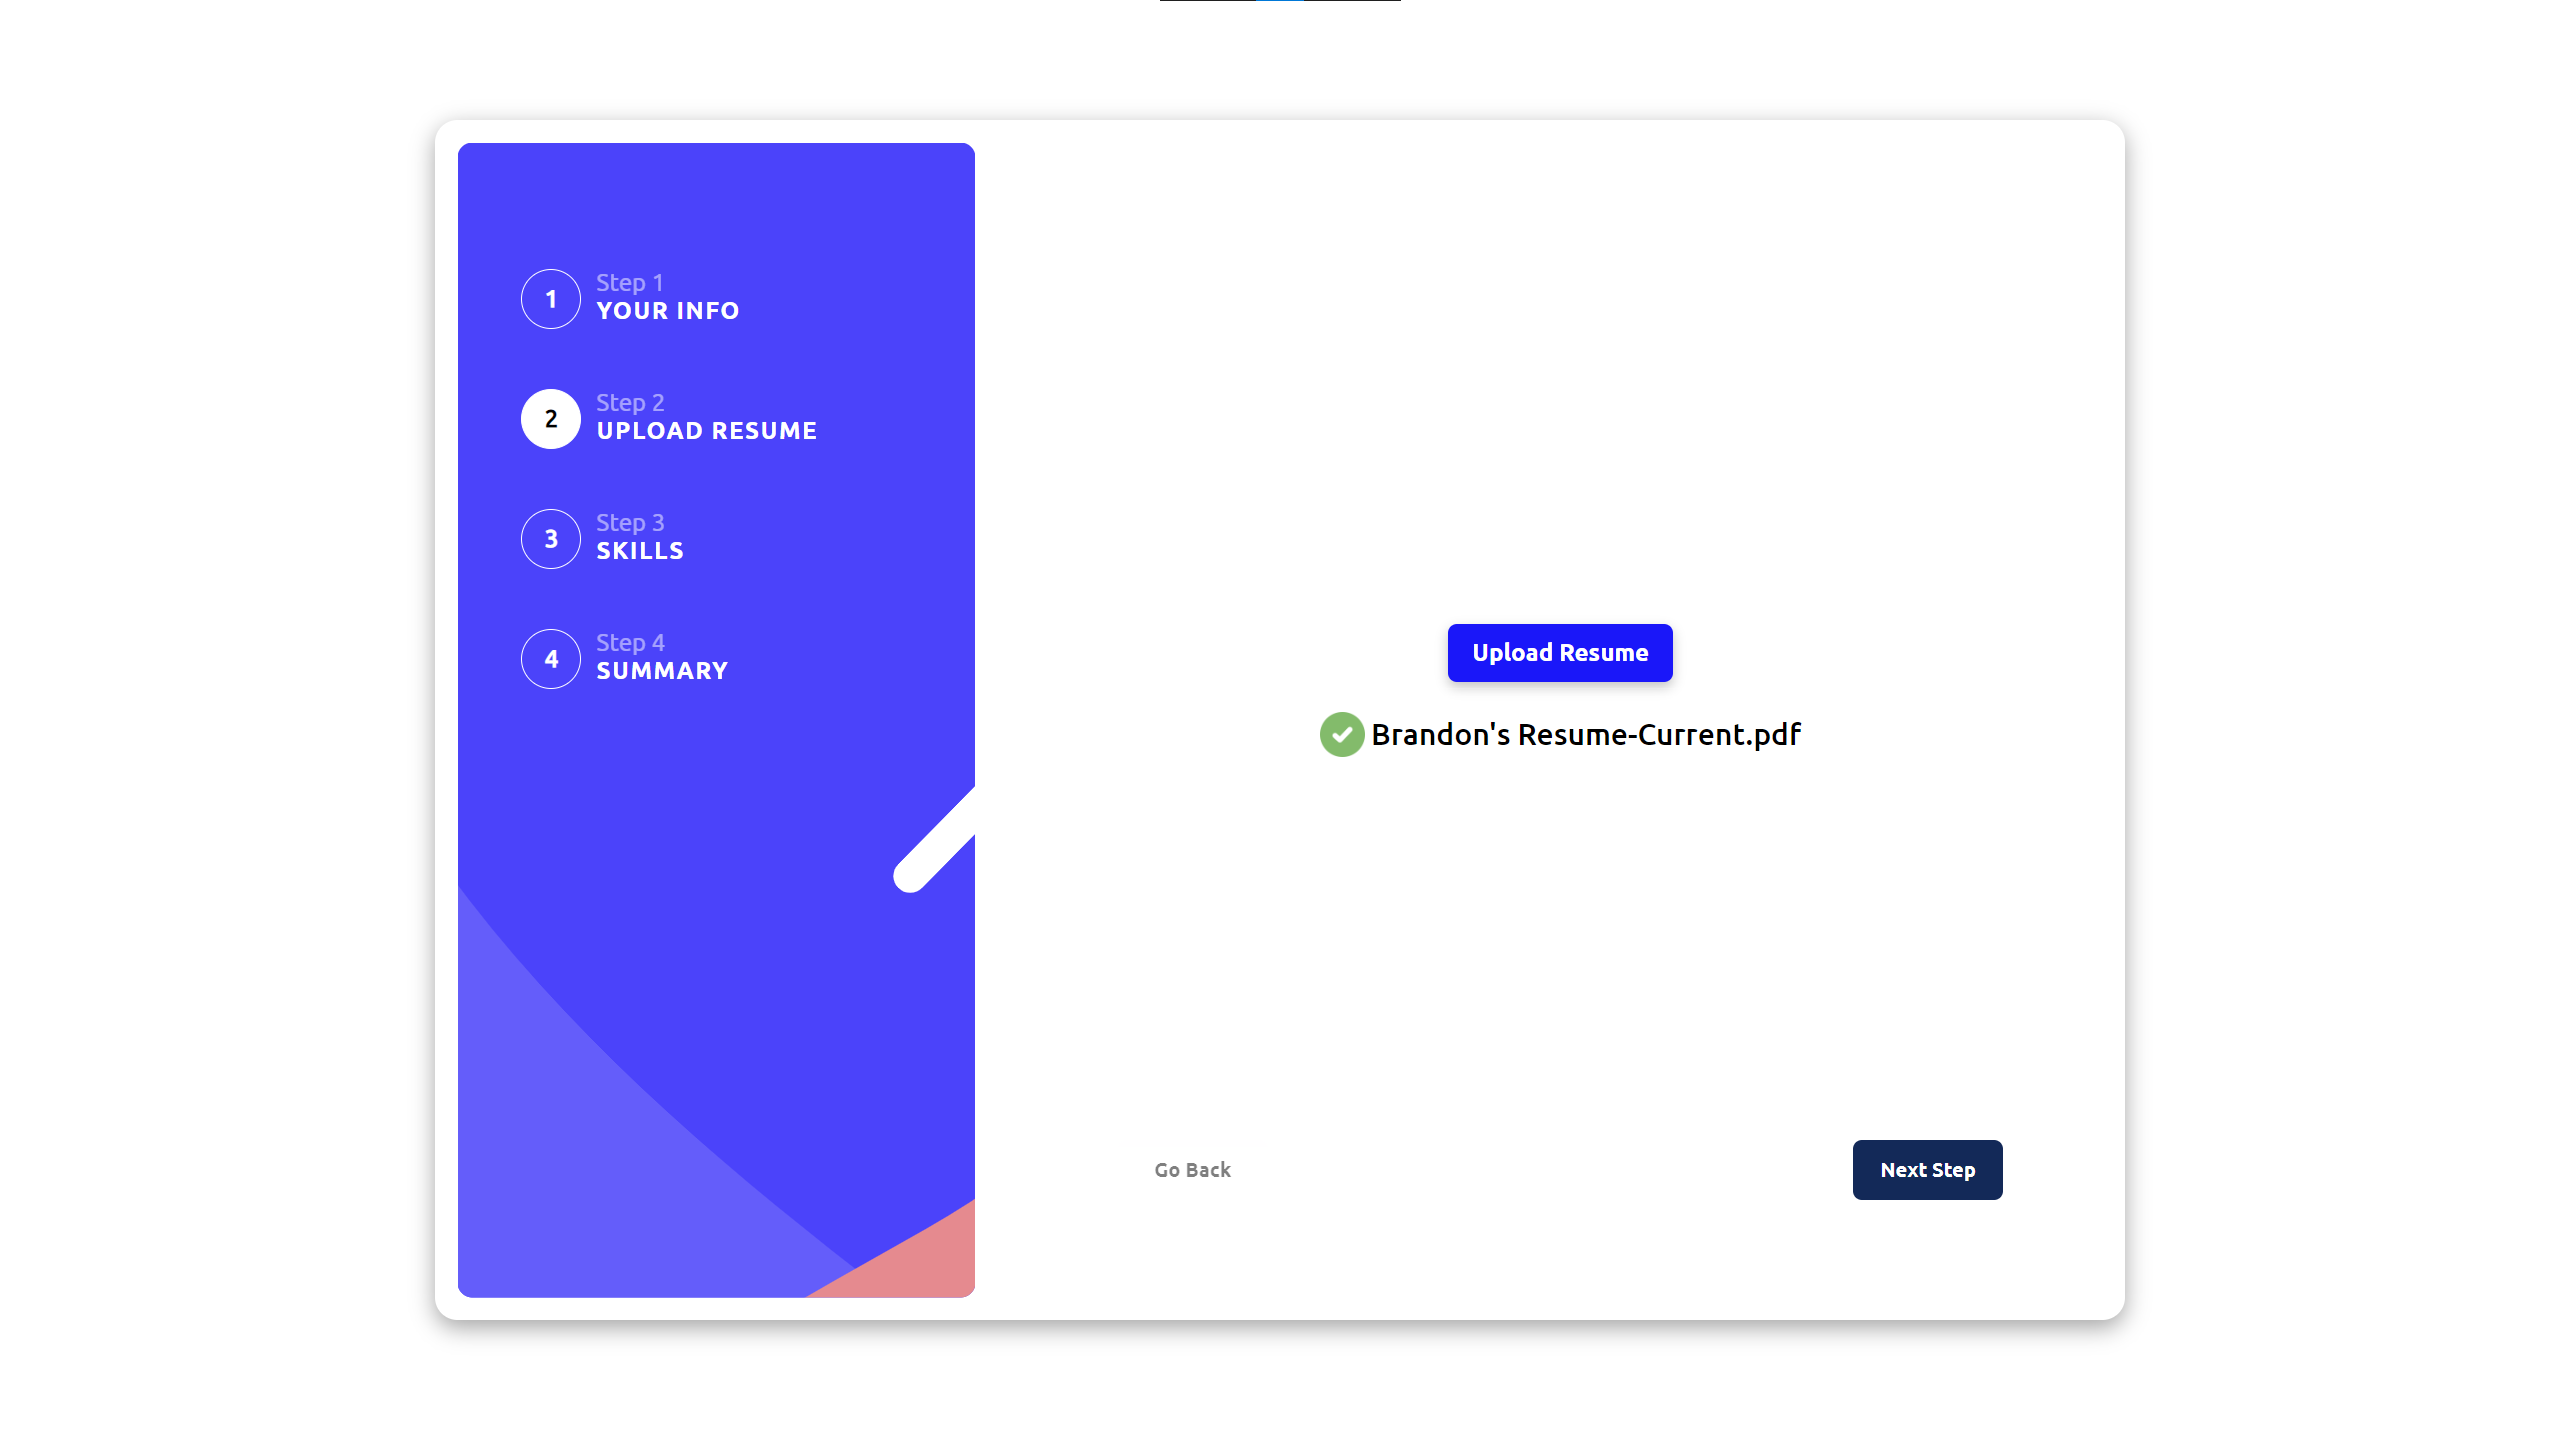 1
Step 1
YOUR INFO
2
Step 2
UPLOAD RESUME
3
Step 3
SKILLS
4
Step 4
SUMMARY
Upload Resume
Brandon's Resume-Current.pdf
Go Back
Next Step